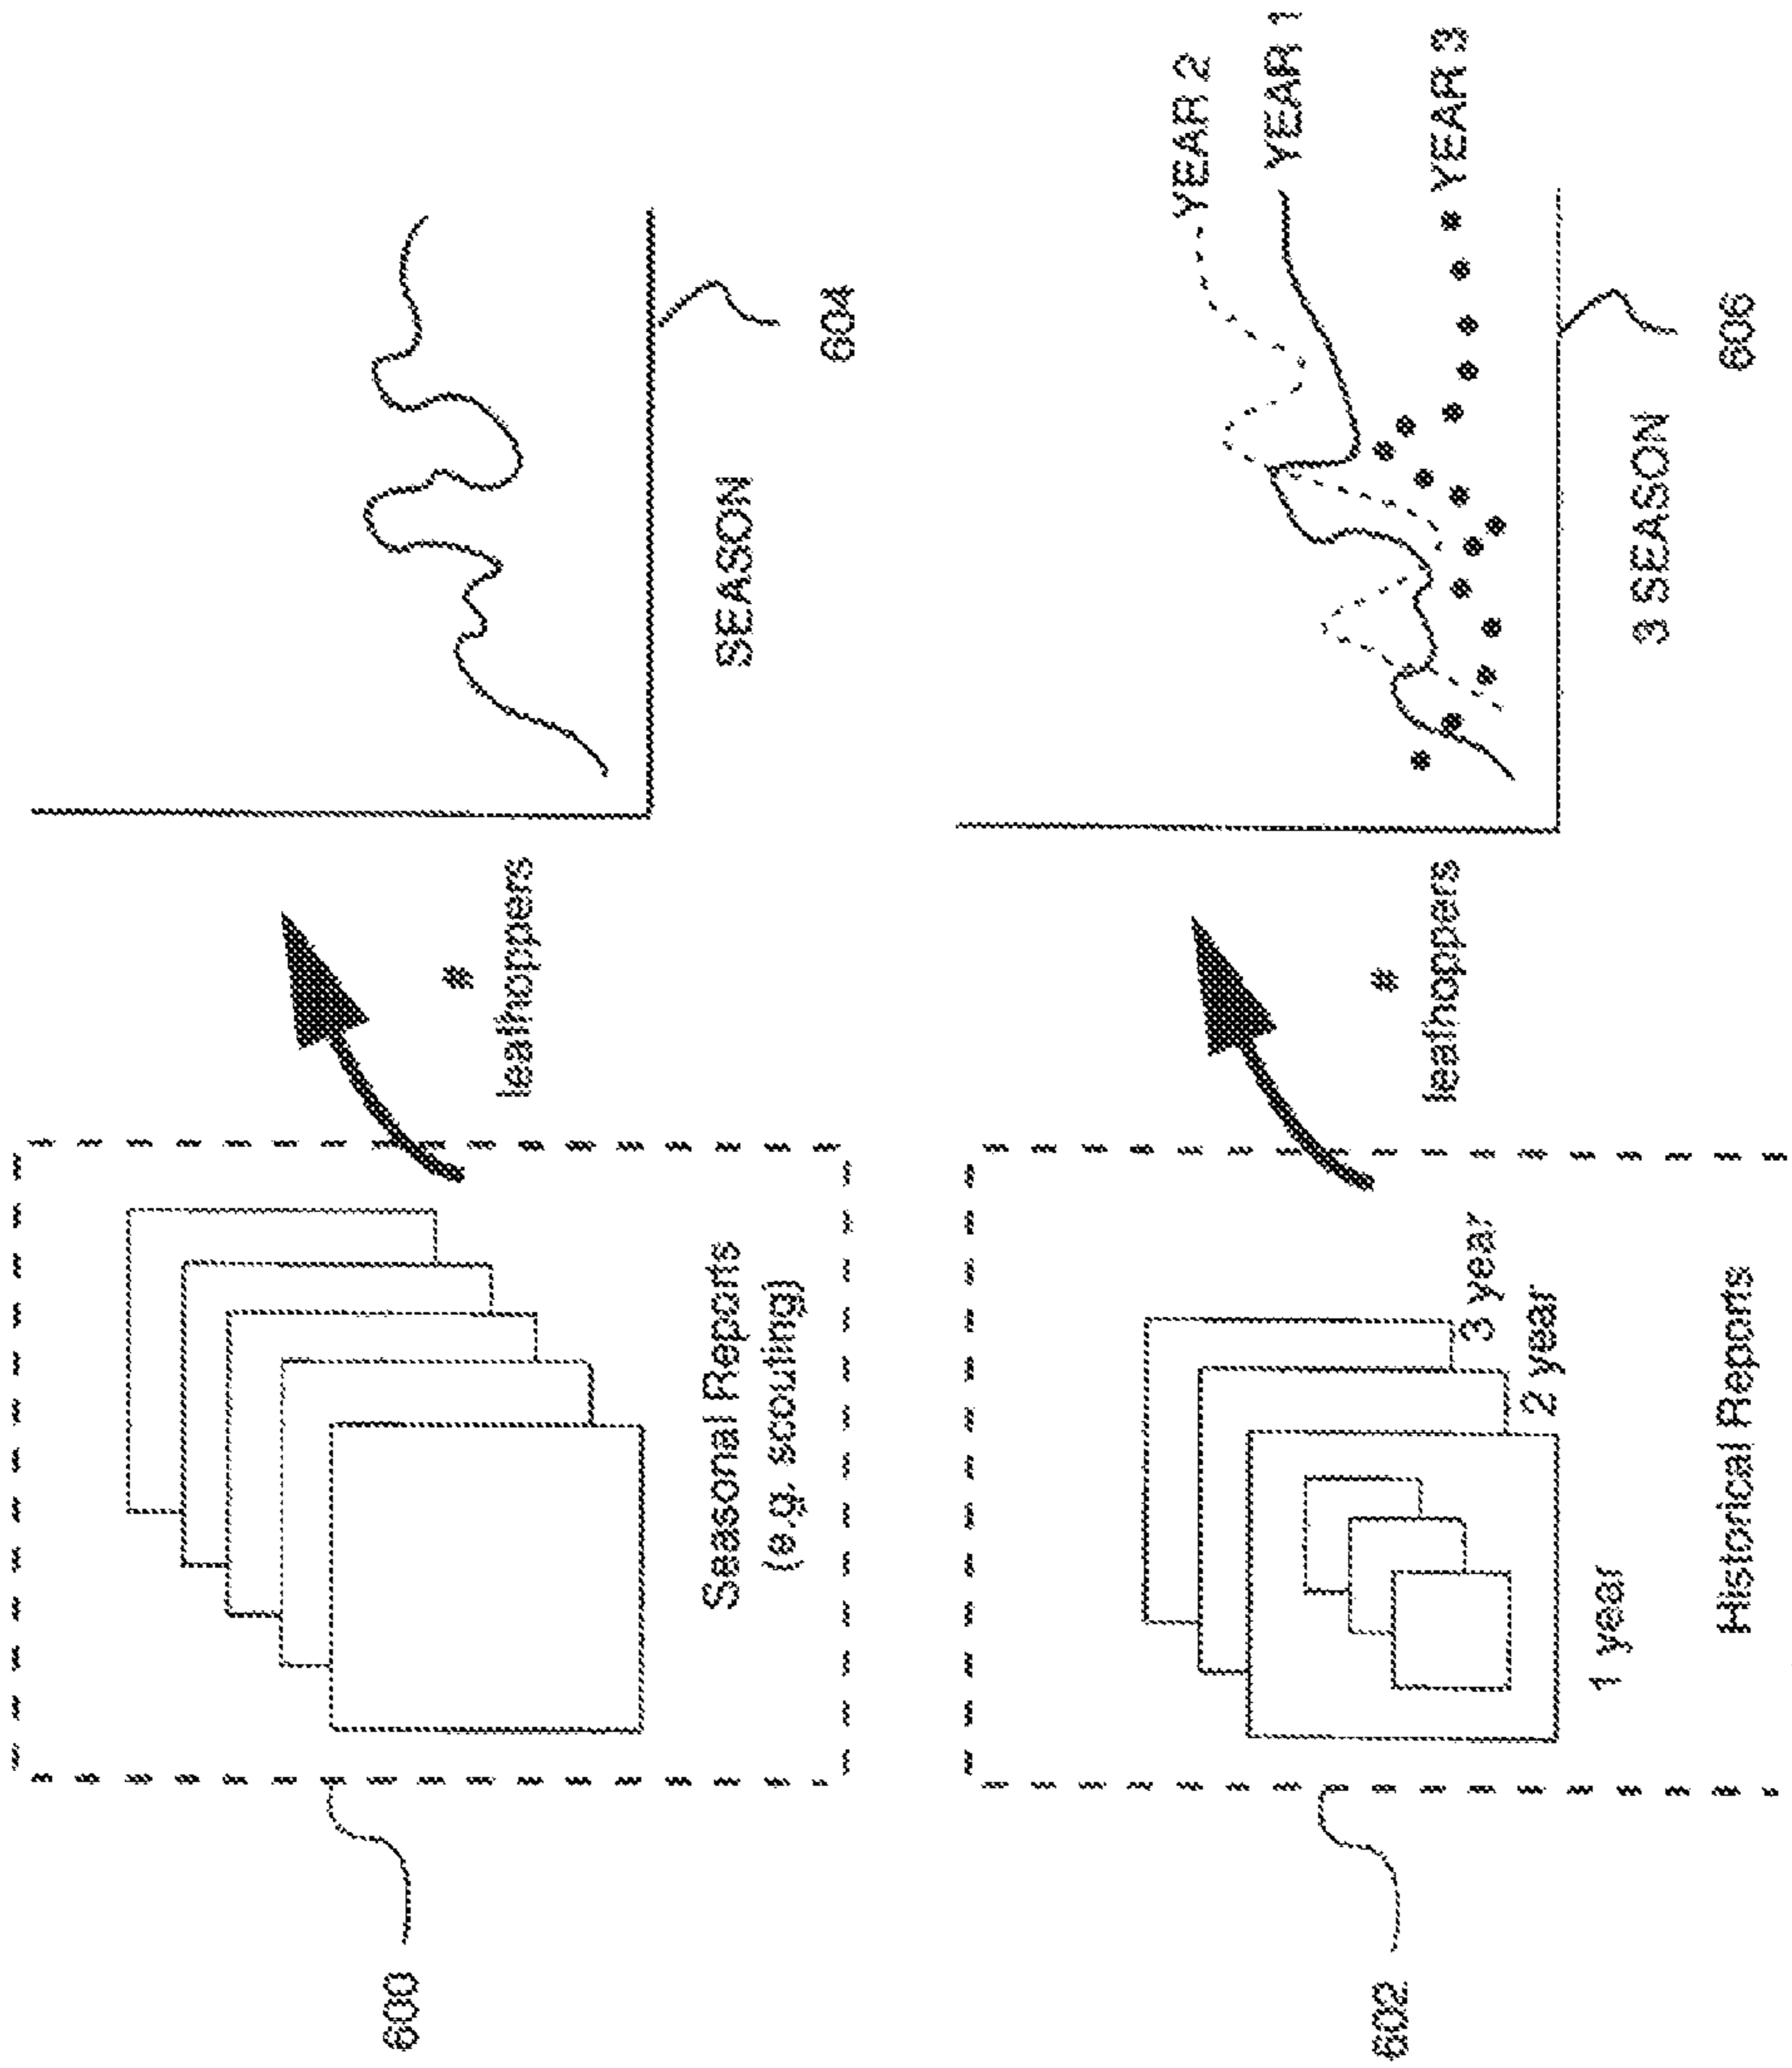 600
Seasonal Reports
(e.g. scouting)
#
leafhoppers
SEASON
604
602
1 year
2 year
3 year
Historical Reports
#
leafhoppers
YEAR 2
YEAR 1
YEAR 3
3 SEASON
606